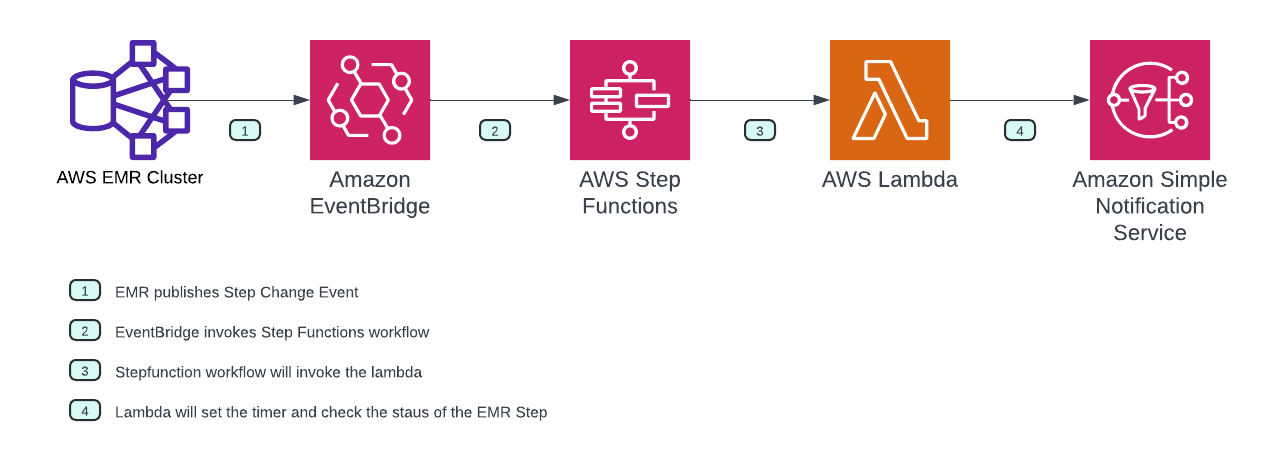 1
2
3
4
AWS EMR Cluster
Amazon
EventBridge
AWS Step
Functions
AWS Lambda
Amazon Simple
Notification
Service
1 EMR publishes Step Change Event
2 EventBridge invokes Step Functions workflow
3 Stepfunction workflow will invoke the lambda
4 Lambda will set the timer and check the staus of the EMR Step